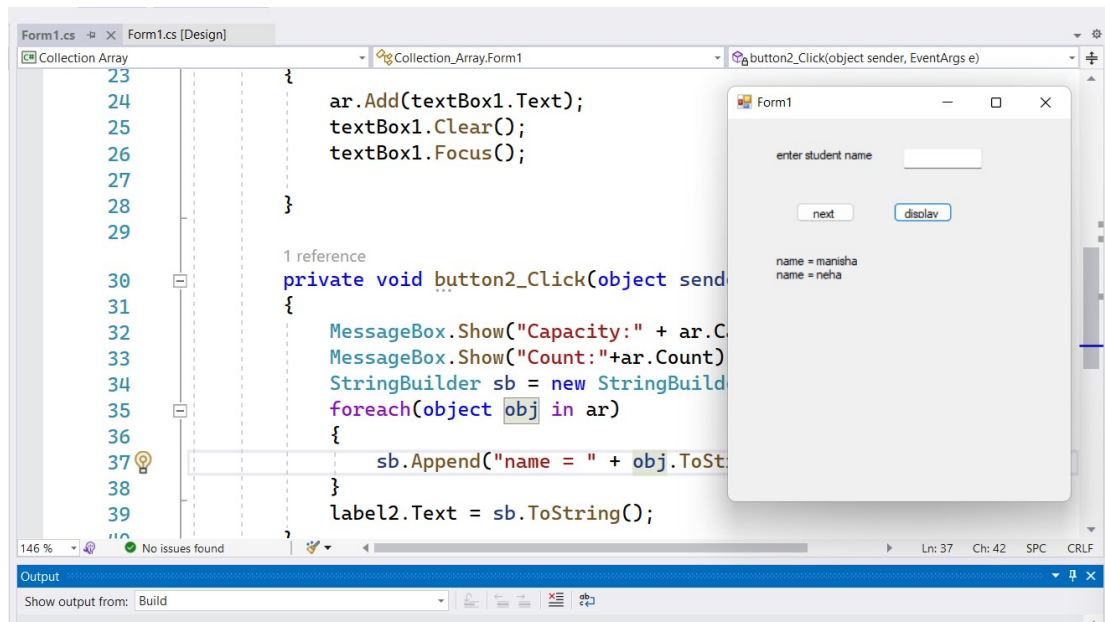 Form1.cs Form1.cs [Design]
Collection Array Collection_Array.Form1 button2_Click(object sender, EventArgs e)
23 {
24 ar.Add(textBox1.Text);
25 textBox1.Clear();
26 textBox1.Focus();
27
28 }
29
1 reference
30 private void button2_Click(object send
31 {
32 MessageBox.Show("Capacity:" + ar.C
33 MessageBox.Show("Count:"+ar.Count)
34 StringBuilder sb = new StringBuild
35 foreach(object obj in ar)
36 {
37 sb.Append("name = " + obj.ToSt
38 }
39 label2.Text = sb.ToString();
Form1
enter student name
next display
name = manisha
name = neha
146 % No issues found Ln: 37 Ch: 42 SPC CRLF
Output
Show output from: Build